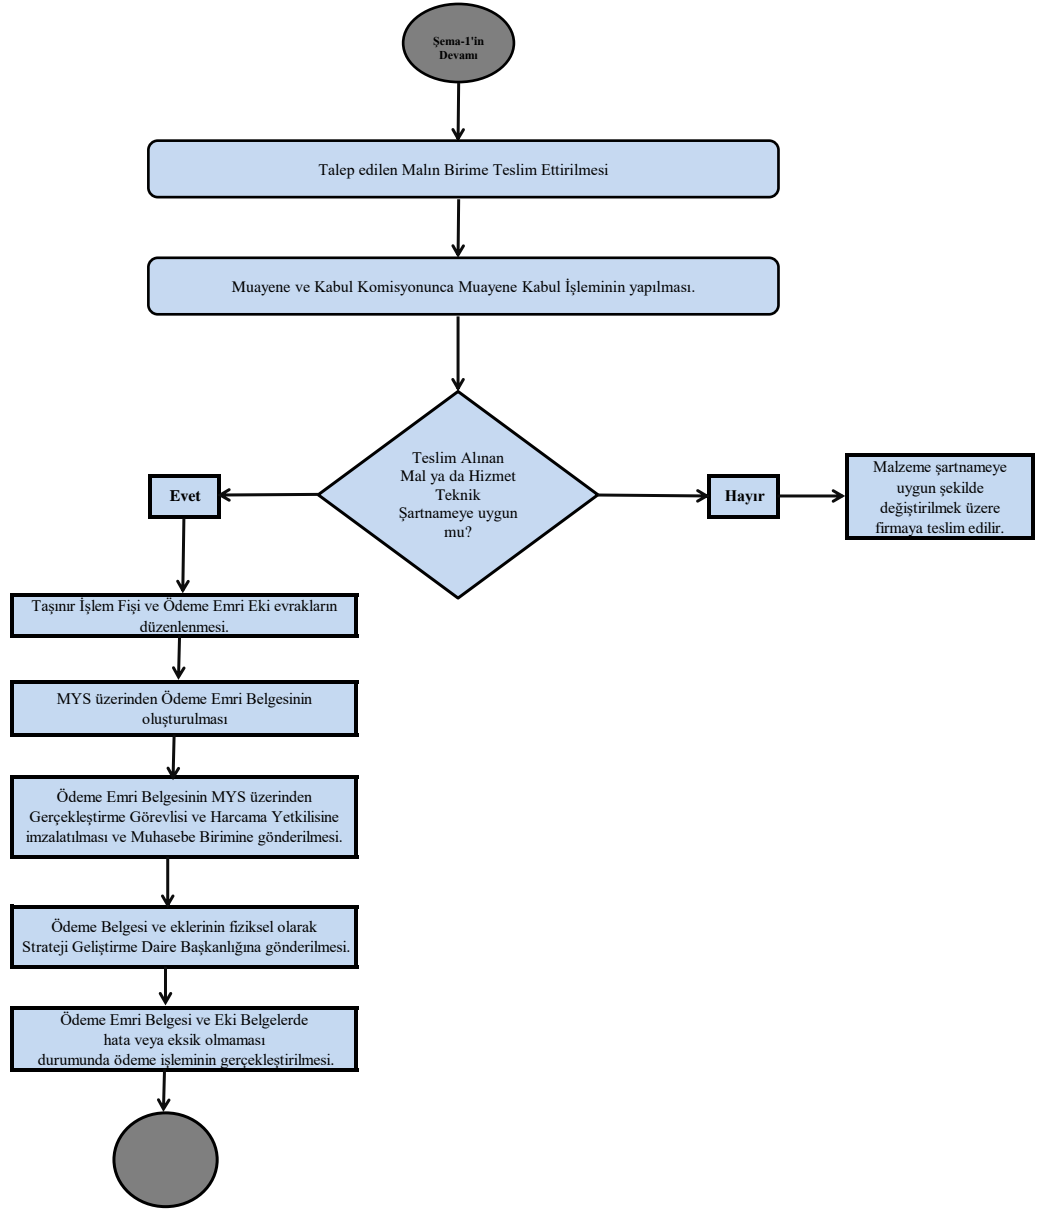 Şema-1'in
Devamı
Talep edilen Malın Birime Teslim Ettirilmesi
Muayene ve Kabul Komisyonunca Muayene Kabul İşleminin yapılması.
Teslim Alınan
Mal ya da Hizmet
Teknik
Şartnameye uygun
mu?
Evet
Hayır
Malzeme şartnameye
uygun şekilde
değiştirilmek üzere
firmaya teslim edilir.
Taşınır İşlem Fişi ve Ödeme Emri Eki evrakların
düzenlenmesi.
MYS üzerinden Ödeme Emri Belgesinin
oluşturulması
Ödeme Emri Belgesinin MYS üzerinden
Gerçekleştirme Görevlisi ve Harcama Yetkilisine
imzalatılması ve Muhasebe Birimine gönderilmesi.
Ödeme Belgesi ve eklerinin fiziksel olarak
Strateji Geliştirme Daire Başkanlığına gönderilmesi.
Ödeme Emri Belgesi ve Eki Belgelerde
hata veya eksik olmaması
durumunda ödeme işleminin gerçekleştirilmesi.